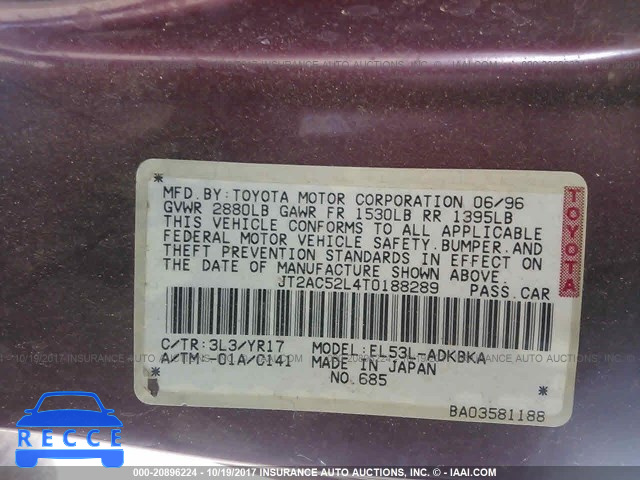 MFD.BY:TOYOTA MOTOR CORPORATION 06/96
GVWR 2880LB GAWR FR 1530LB RR 1395LB
THIS VEHICLE CONFORMS TO ALL APPLICABLE
FEDERAL MOTOR VEHICLE SAFETY,BUMPER,AND
THEFT PREVENTION STANDARDS IN EFFECT ON
THE DATE OF MANUFACTURE SHOWN ABOVE.
JT2AC52L4T0188289 PASS.CAR
TOYOTA
C/TR:3L3/YR17 MODEL:EL53L-ADKBKA
A/TM:-01A/C141 MADE IN JAPAN
NO.685
BA03581188
RECCE
000-20896224 - 10/19/2017 INSURANCE AUTO AUCTIONS, INC. - © - IAAI.COM